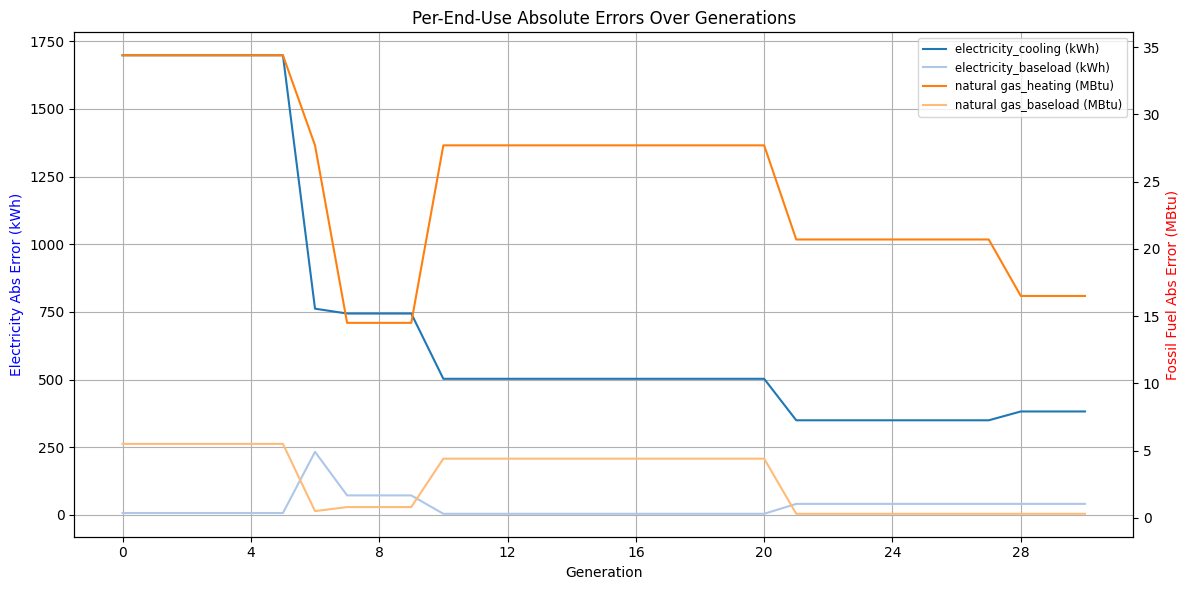 Per-End-Use Absolute Errors Over Generations
electricity_cooling (kWh)
electricity_baseload (kWh)
natural gas_heating (MBtu)
natural gas_baseload (MBtu)
Electricity Abs Error (kWh)
1750
1500
1250
1000
750
500
250
0
35
30
25
20
15
10
5
0
Fossil Fuel Abs Error (MBtu)
0 4 8 12 16 20 24 28
Generation